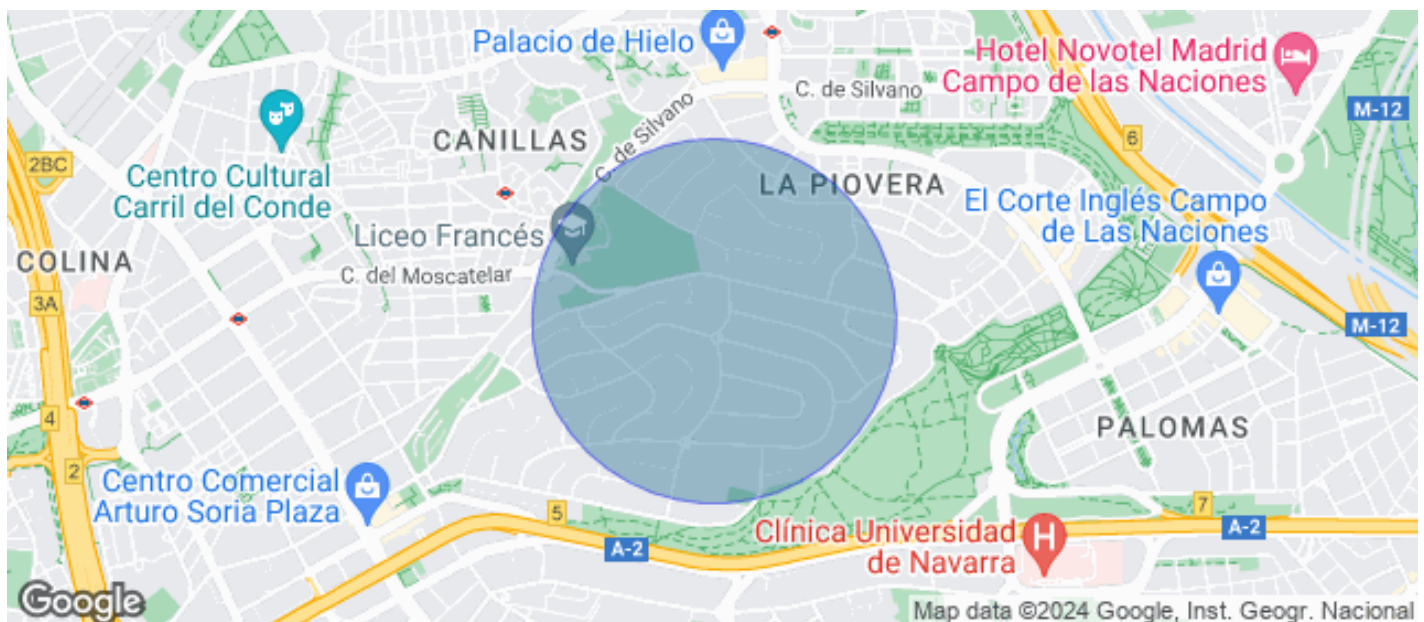 Palacio de Hielo
Hotel Novotel Madrid
Campo de las Naciones
C. de Silvano
M-12
6
CANILLAS
C. de Silvano
2BC
Centro Cultural
Carril del Conde
LA PIOVERA
El Corte Inglés Campo
de Las Naciones
Liceo Francés
COLINA
C. del Moscatelar
3A
M-12
4
PALOMAS
2
Centro Comercial
Arturo Soria Plaza
5
7
A-2
A-2
Clínica Universidad
de Navarra
H
Google
Map data ©2024 Google, Inst. Geogr. Nacional